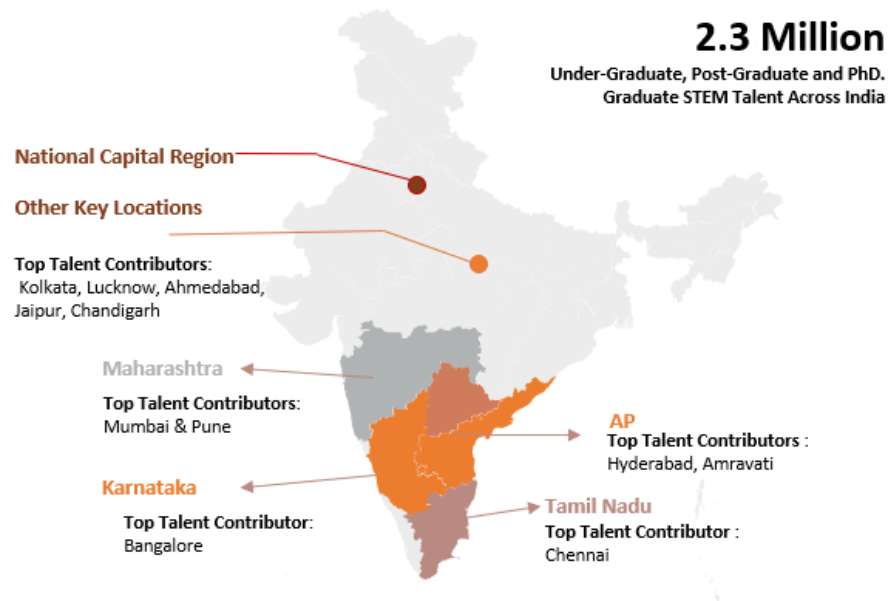 2.3 Million
Under-Graduate, Post-Graduate and PhD.
Graduate STEM Talent Across India
National Capital Region
Other Key Locations
Top Talent Contributors:
Kolkata, Lucknow, Ahmedabad,
Jaipur, Chandigarh
Maharashtra
Top Talent Contributors:
Mumbai & Pune
AP
Top Talent Contributors :
Hyderabad, Amravati
Karnataka
Top Talent Contributor:
Bangalore
Tamil Nadu
Top Talent Contributor :
Chennai